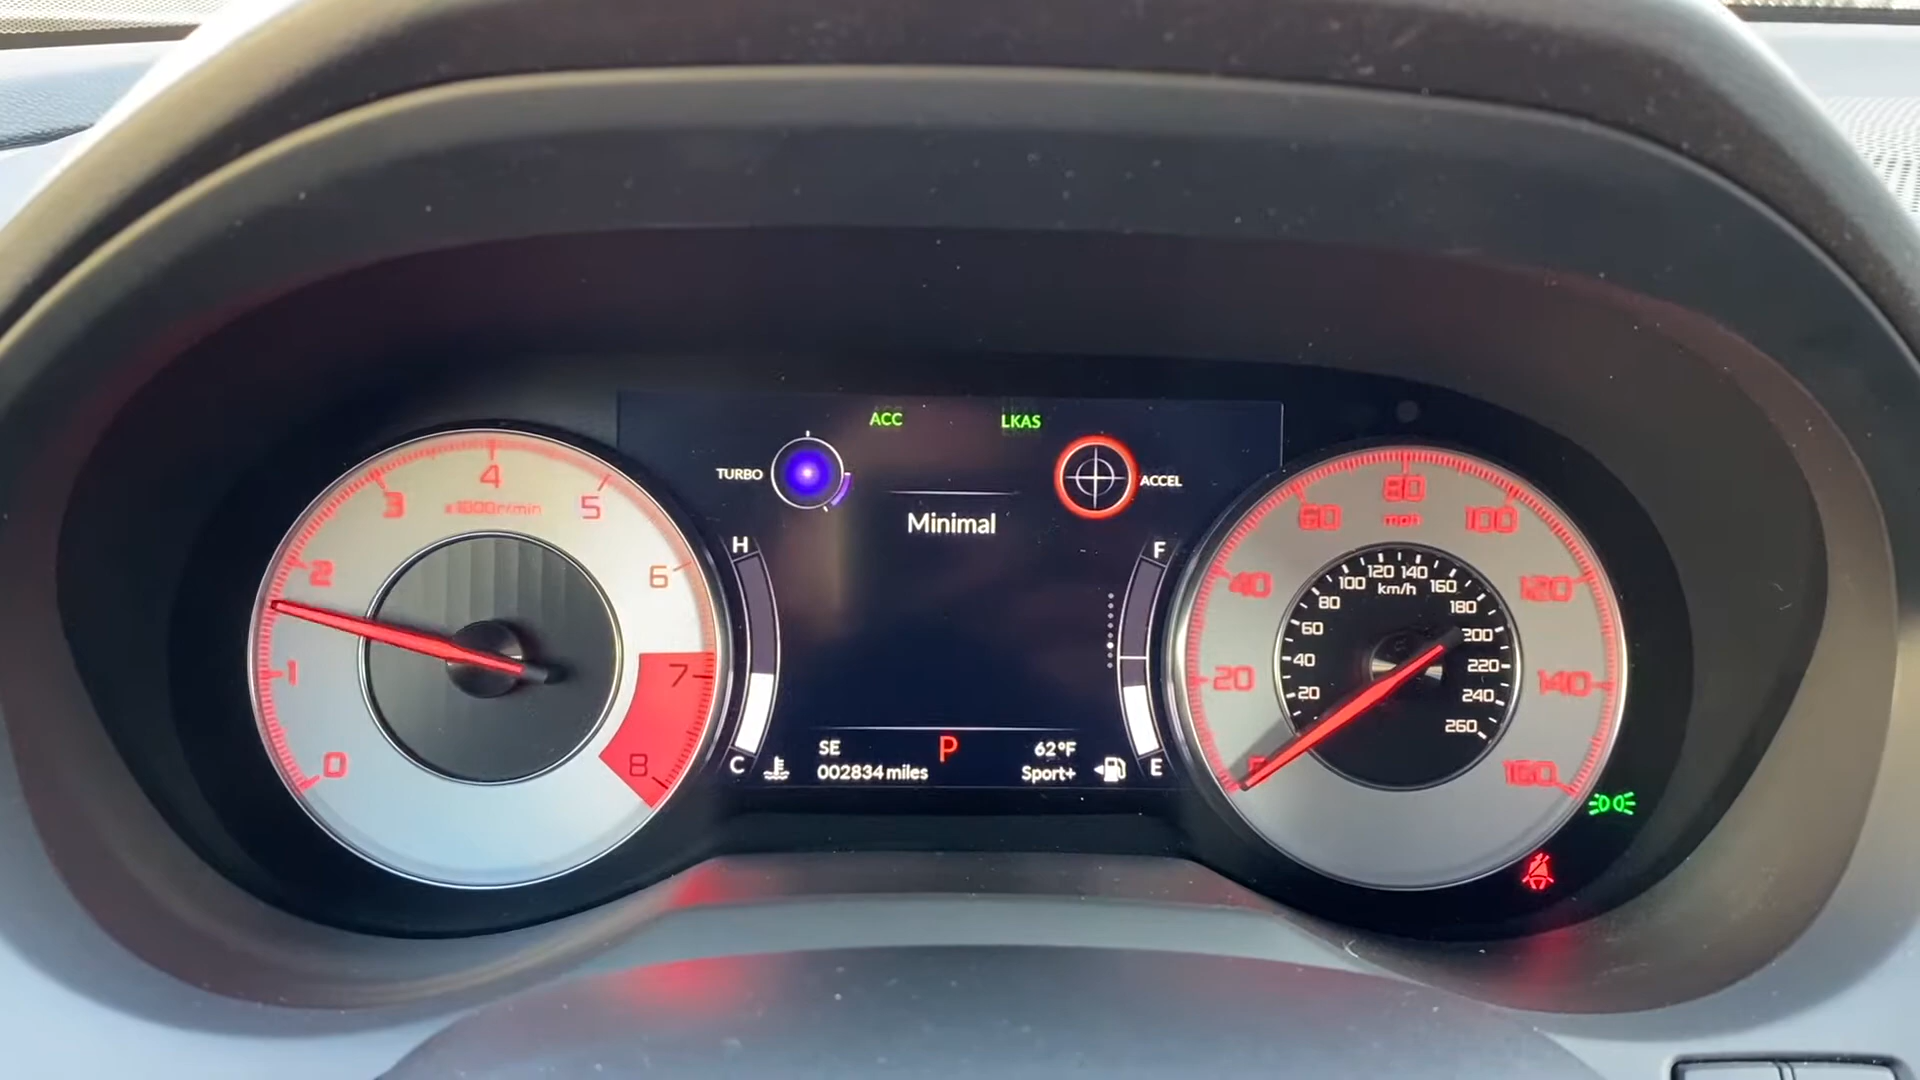 ACC
LKAS
TURBO
ACCEL
Minimal
0
1
2
3
4
5
6
7
8
x1000r/min
H
C
F
E
SE
002834 miles
P
62°F
Sport+
20
40
60
80
100
120
140
160
mph
20
40
60
80
100
120
140
160
180
200
220
240
260
km/h